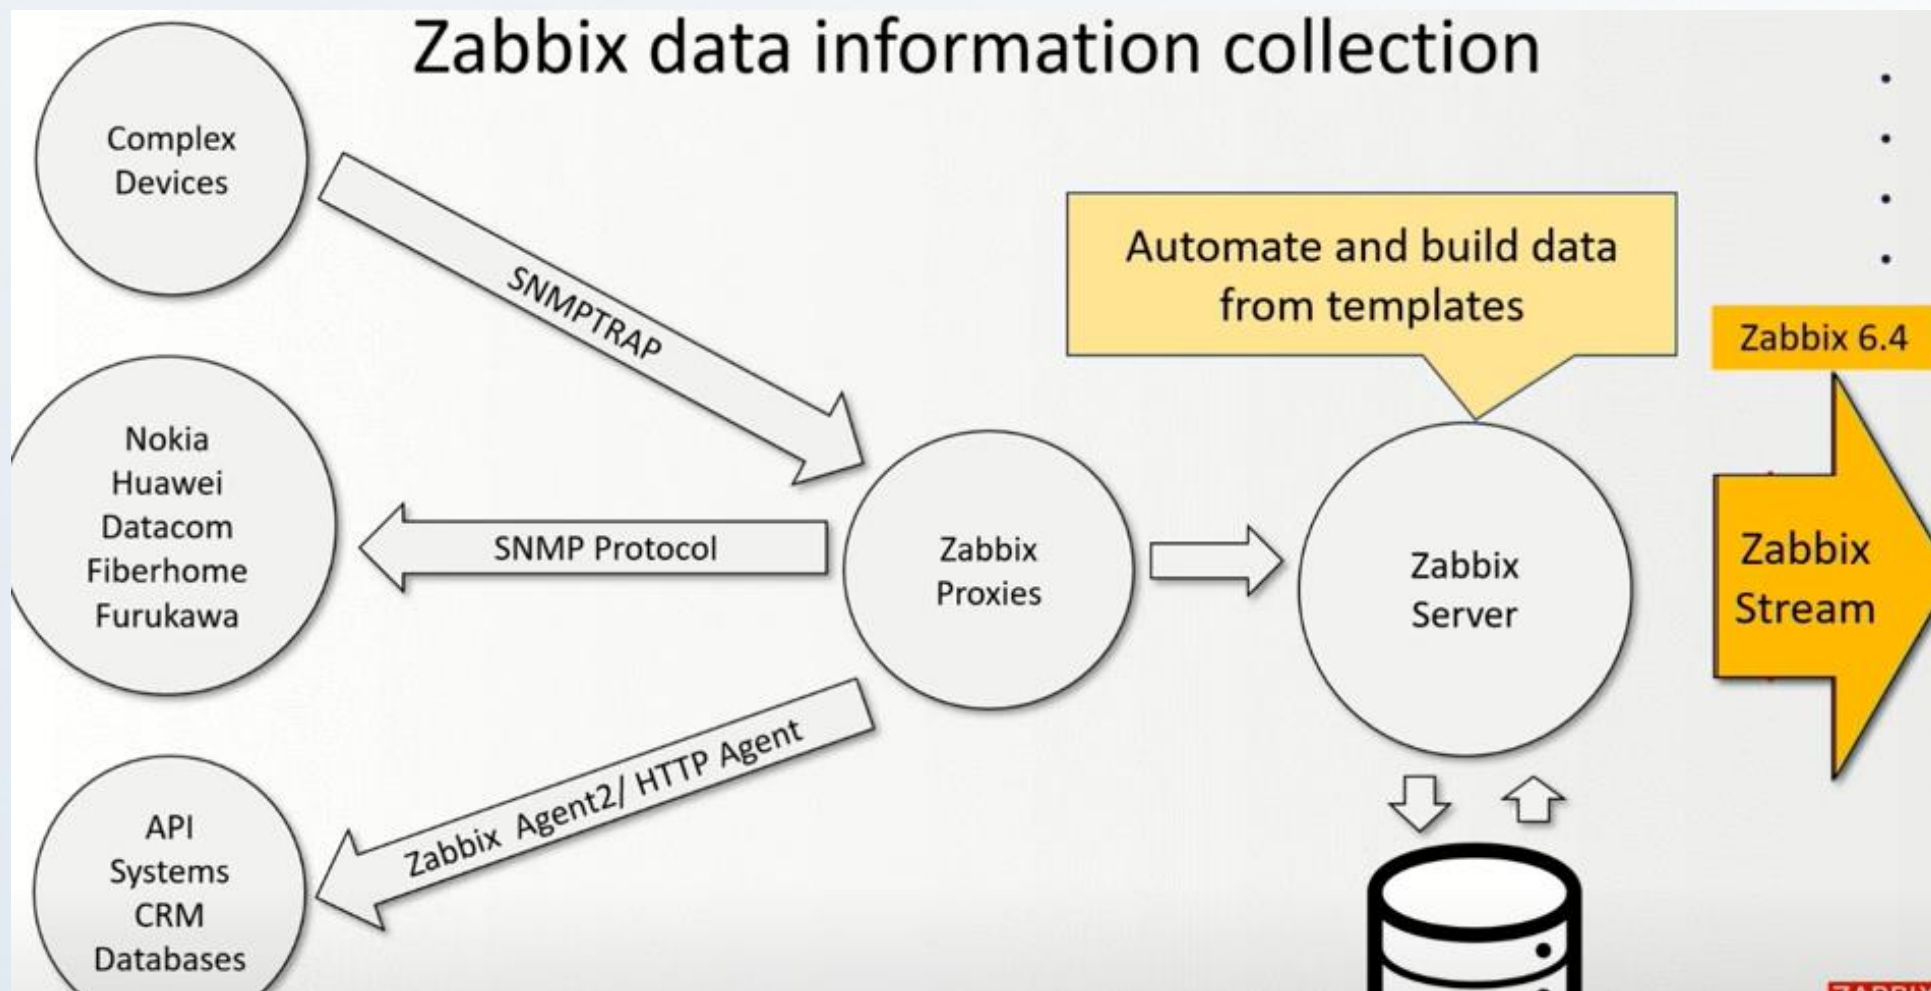 Zabbix data information collection
Complex
Devices
SNMPTRAP
Automate and build data
from templates
Zabbix 6.4
Nokia
Huawei
Datacom
Fiberhome
Furukawa
SNMP Protocol
Zabbix
Proxies
Zabbix
Server
Zabbix
Stream
Zabbix Agent2/ HTTP Agent
API
Systems
CRM
Databases